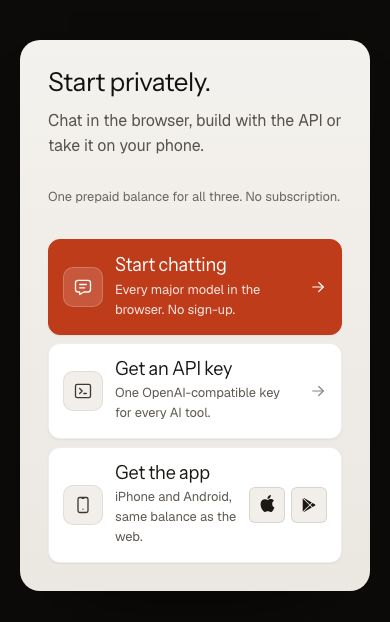 Start privately.
Chat in the browser, build with the API or
take it on your phone.
One prepaid balance for all three. No subscription.
Start chatting
Every major model in the
browser. No sign-up.
Get an API key
One OpenAI-compatible key
for every AI tool.
Get the app
iPhone and Android,
same balance as the
web.